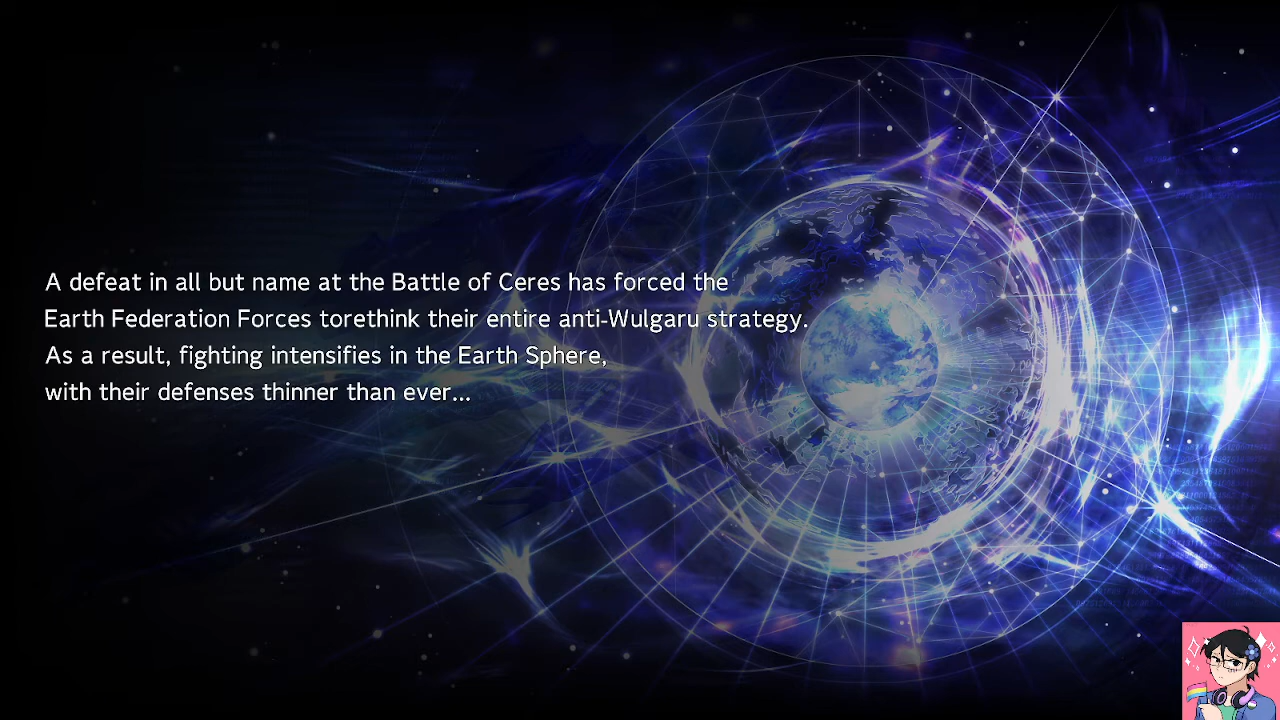 A defeat in all but name at the Battle of Ceres has forced the
Earth Federation Forces torethink their entire anti-Wulgaru strategy.
As a result, fighting intensifies in the Earth Sphere,
with their defenses thinner than ever...